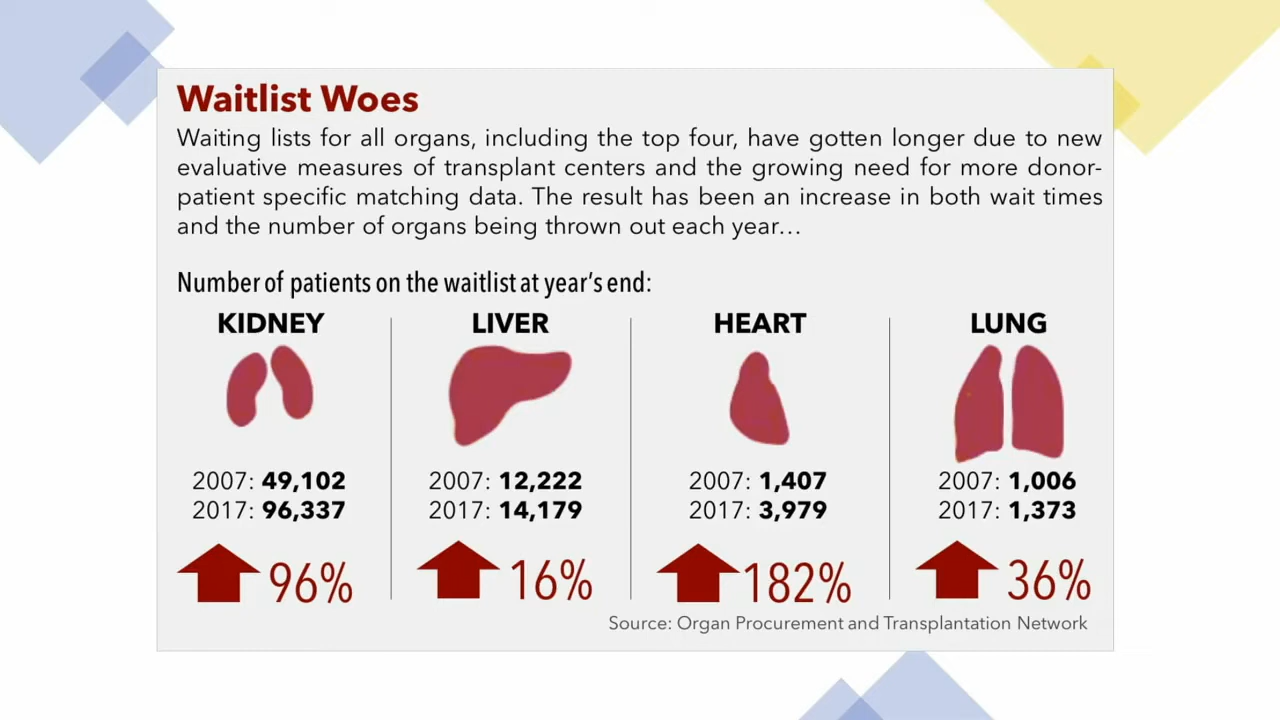 Waitlist Woes
Waiting lists for all organs, including the top four, have gotten longer due to new
evaluative measures of transplant centers and the growing need for more donor-
patient specific matching data. The result has been an increase in both wait times
and the number of organs being thrown out each year...
Number of patients on the waitlist at year's end:
KIDNEY
2007: 49,102
2017: 96,337
96%
LIVER
2007: 12,222
2017: 14,179
16%
HEART
2007: 1,407
2017: 3,979
182%
LUNG
2007: 1,006
2017: 1,373
36%
Source: Organ Procurement and Transplantation Network